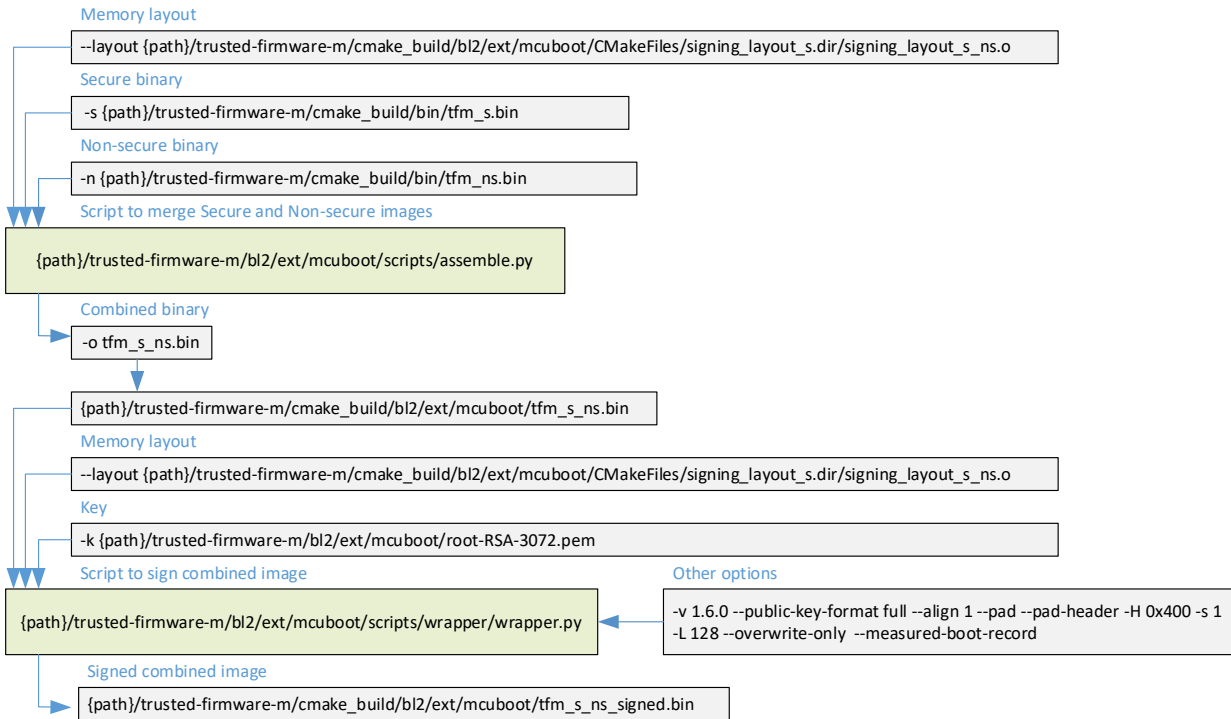 Memory layout
--layout {path}/trusted-firmware-m/cmake_build/bl2/ext/mcuboot/CMakeFiles/signing_layout_s.dir/signing_layout_s_ns.o
Secure binary
-s {path}/trusted-firmware-m/cmake_build/bin/tfm_s.bin
Non-secure binary
-n {path}/trusted-firmware-m/cmake_build/bin/tfm_ns.bin
Script to merge Secure and Non-secure images
{path}/trusted-firmware-m/bl2/ext/mcuboot/scripts/assemble.py
Combined binary
-o tfm_s_ns.bin
{path}/trusted-firmware-m/cmake_build/bl2/ext/mcuboot/tfm_s_ns.bin
Memory layout
--layout {path}/trusted-firmware-m/cmake_build/bl2/ext/mcuboot/CMakeFiles/signing_layout_s.dir/signing_layout_s_ns.o
Key
-k {path}/trusted-firmware-m/bl2/ext/mcuboot/root-RSA-3072.pem
Script to sign combined image
{path}/trusted-firmware-m/bl2/ext/mcuboot/scripts/wrapper/wrapper.py
Other options
-v 1.6.0 --public-key-format full --align 1 --pad --pad-header -H 0x400 -s 1
-L 128 --overwrite-only --measured-boot-record
Signed combined image
{path}/trusted-firmware-m/cmake_build/bl2/ext/mcuboot/tfm_s_ns_signed.bin